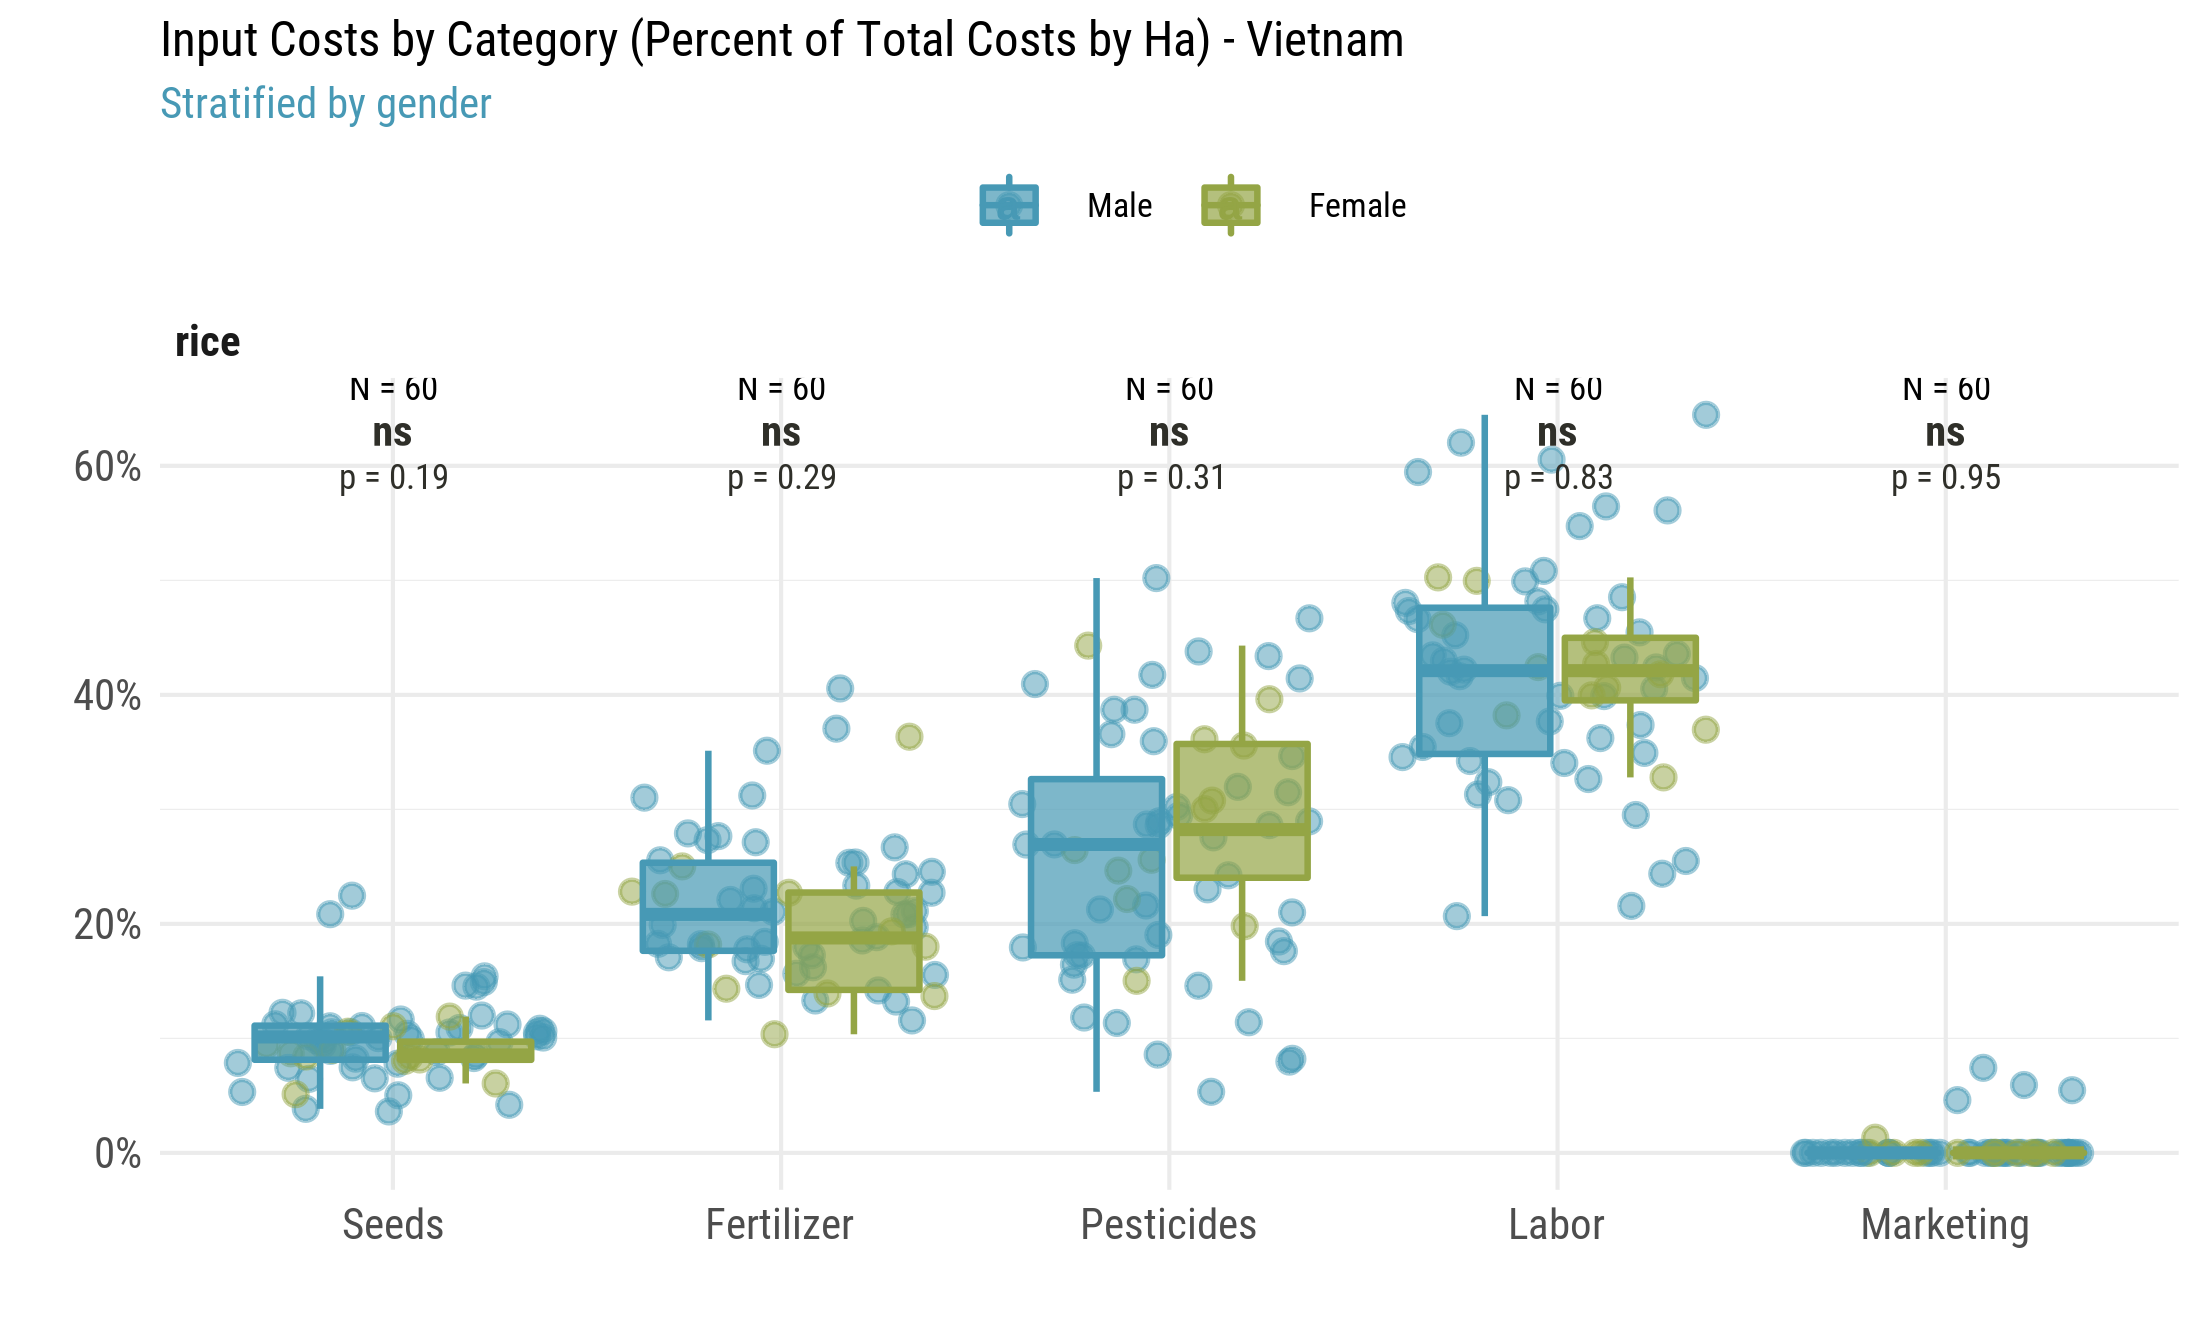 Input Costs by Category (Percent of Total Costs by Ha) - Vietnam
Stratified by gender
Male Female
rice
N = 60 N = 60 N = 60 N = 60 N = 60
ns ns ns ns ns
60%
p = 0.19 p = 0.29 p = 0.31 p = 0.83 p = 0.95
40%
20%
0%
Seeds Fertilizer Pesticides Labor Marketing